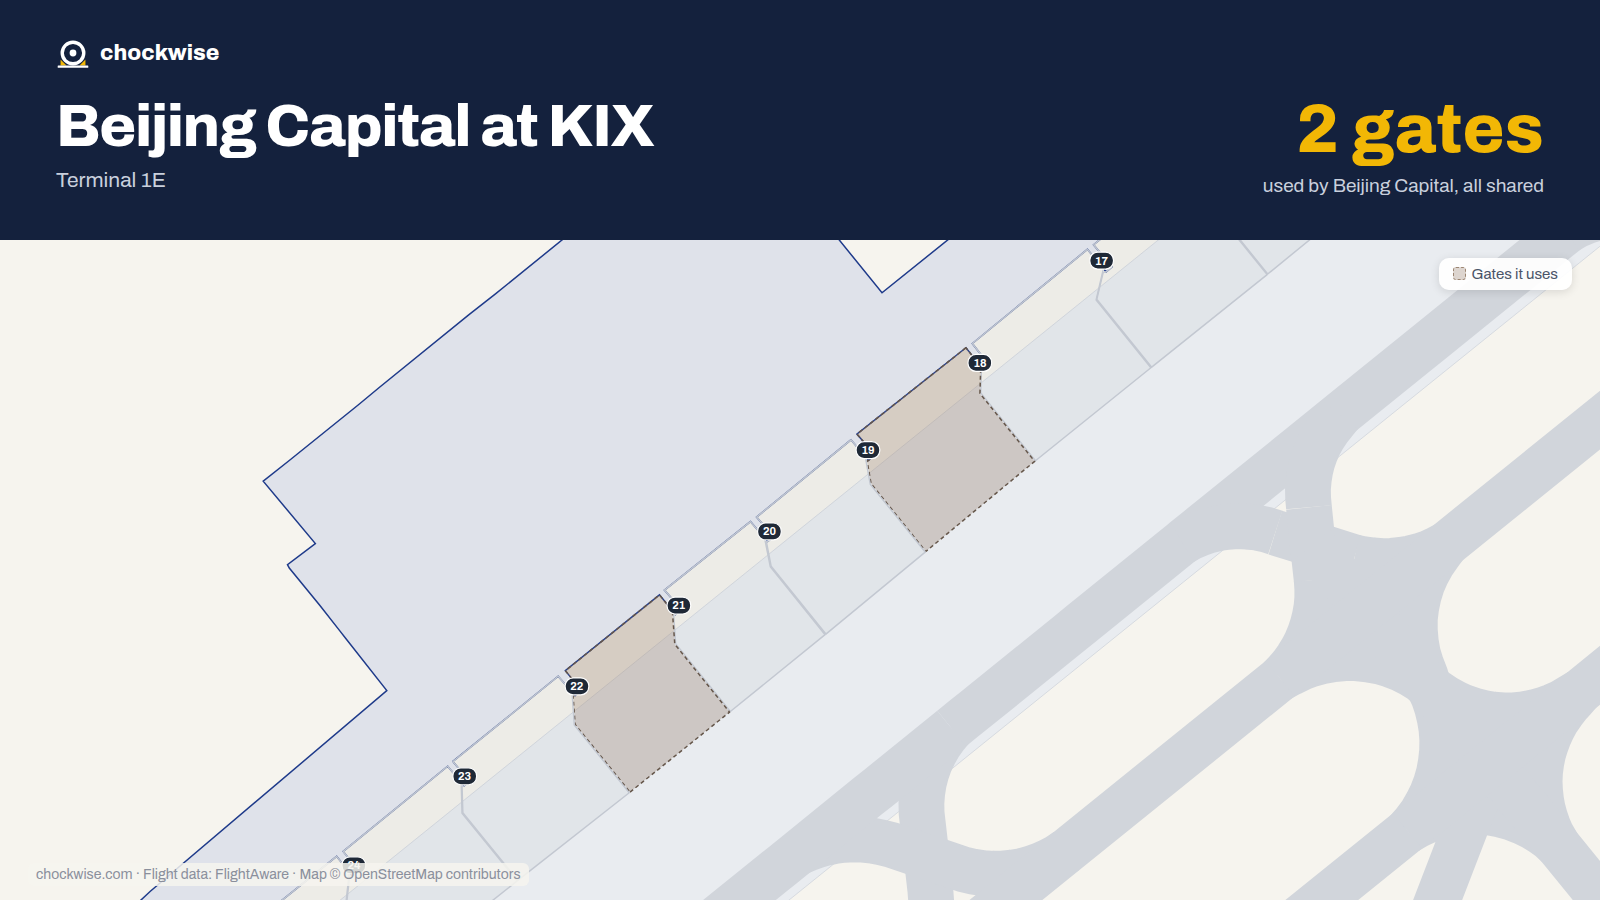 chockwise
Beijing Capital at KIX
Terminal 1E
2 gates
used by Beijing Capital, all shared
Gates it uses
17
18
19
20
21
22
23
chockwise.com · Flight data: FlightAware · Map © OpenStreetMap contributors